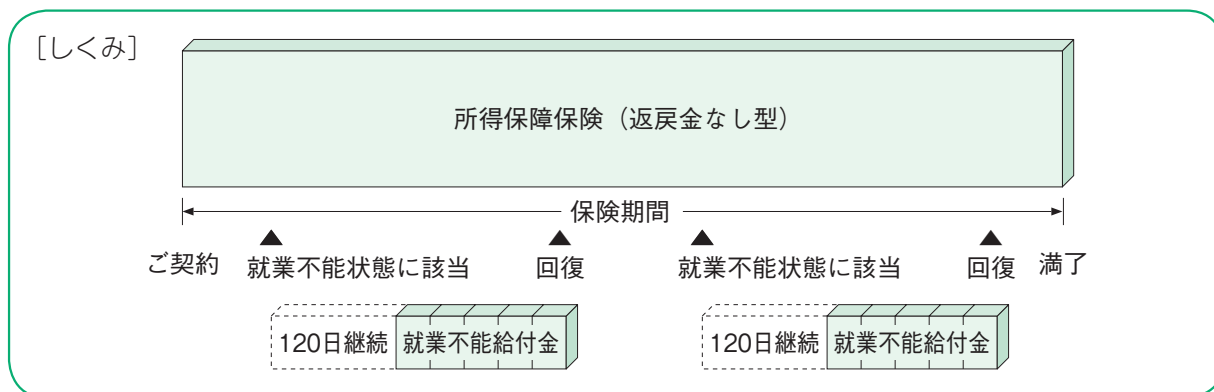 [しくみ]
所得保障保険（返戻金なし型）
保険期間
ご契約 就業不能状態に該当 回復 就業不能状態に該当 回復 満了
120日継続 就業不能給付金 120日継続 就業不能給付金